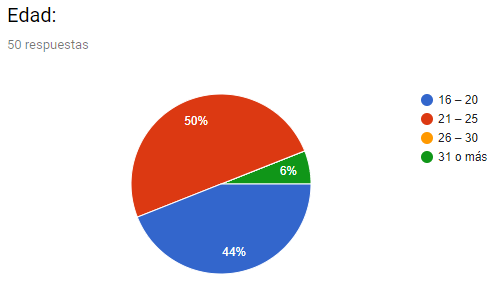 Edad:
50 respuestas
50%
6%
44%
16 – 20
21 – 25
26 – 30
31 o más